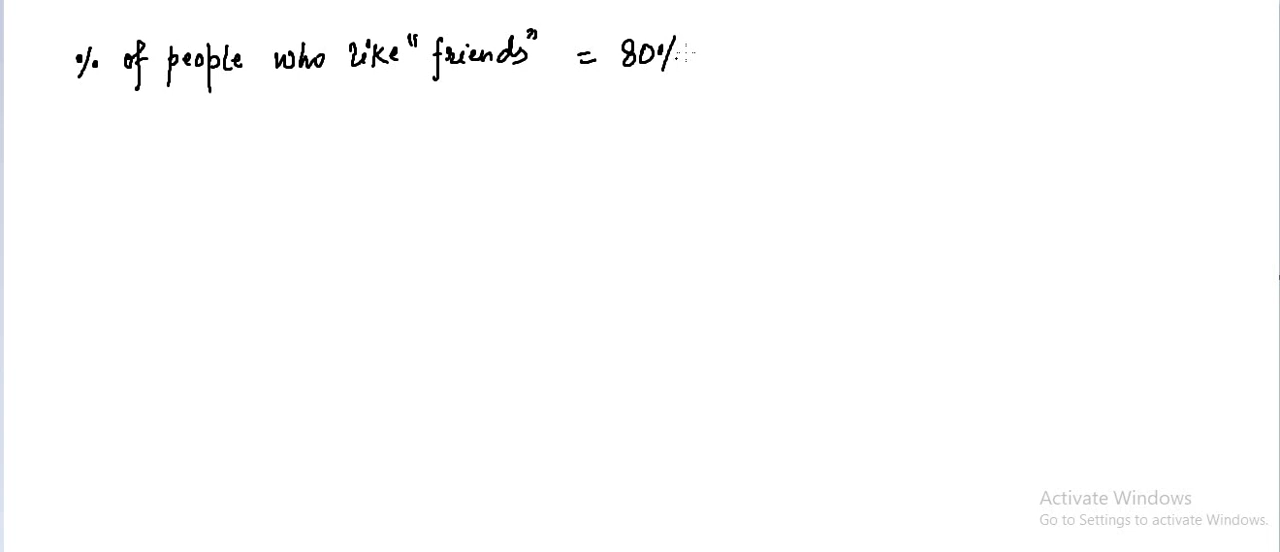 % of people who like "friends" = 80%
Activate Windows
Go to Settings to activate Windows.